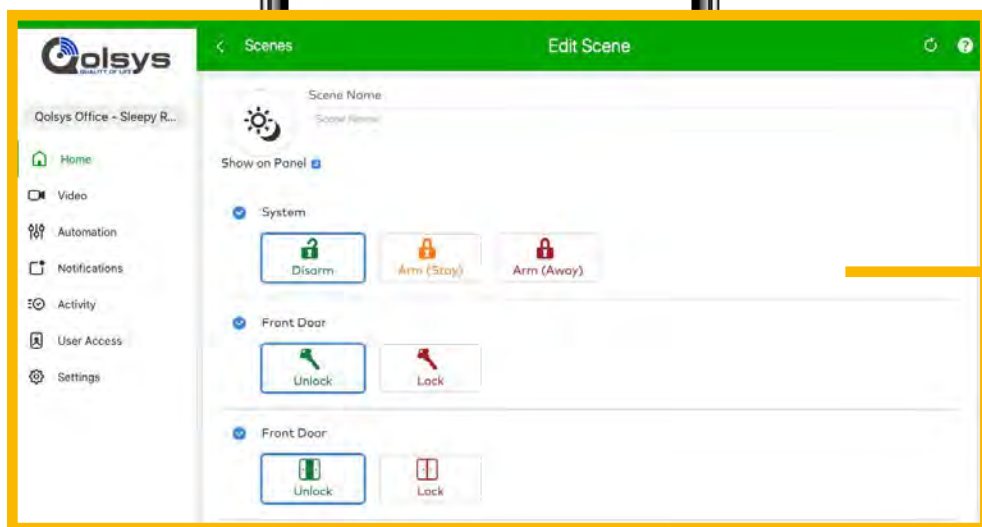 Qolsys
QUALITY OF LIFE
< Scenes
Edit Scene
?
Scene Name
Scene Name
Qolsys Office - Sleepy R...
Home
Show on Panel
Video
System
Automation
Disarm
Arm (Stay)
Arm (Away)
Notifications
Activity
Front Door
User Access
Unlock
Lock
Settings
Front Door
Unlock
Lock